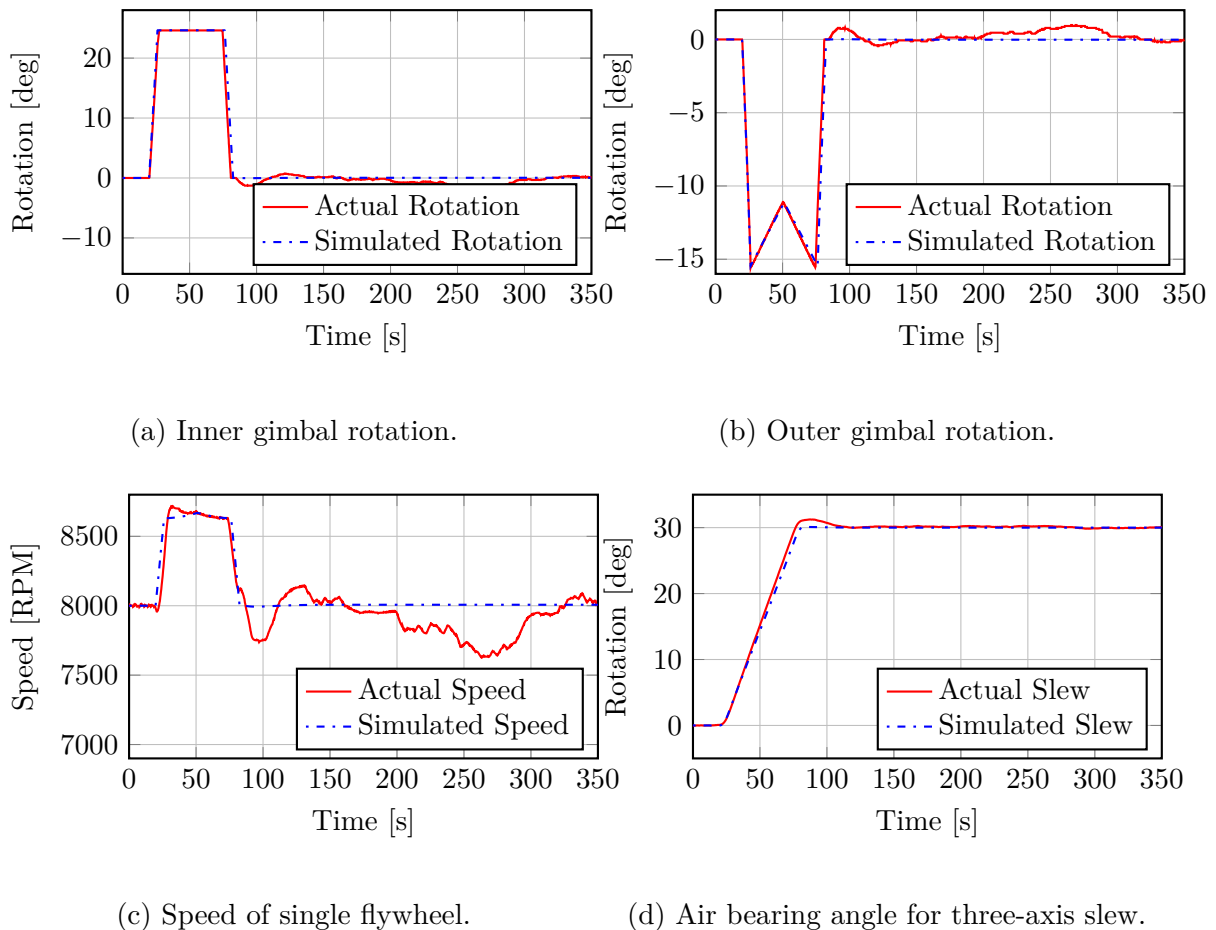 20
10
0
−10
Rotation [deg]
0 50 100 150 200 250 300 350
Time [s]
Actual Rotation
Simulated Rotation
(a) Inner gimbal rotation.
0
−5
−10
−15
Rotation [deg]
0 50 100 150 200 250 300 350
Time [s]
Actual Rotation
Simulated Rotation
(b) Outer gimbal rotation.
8500
8000
7500
7000
Speed [RPM]
0 50 100 150 200 250 300 350
Time [s]
Actual Speed
Simulated Speed
(c) Speed of single flywheel.
30
20
10
0
Rotation [deg]
0 50 100 150 200 250 300 350
Time [s]
Actual Slew
Simulated Slew
(d) Air bearing angle for three-axis slew.